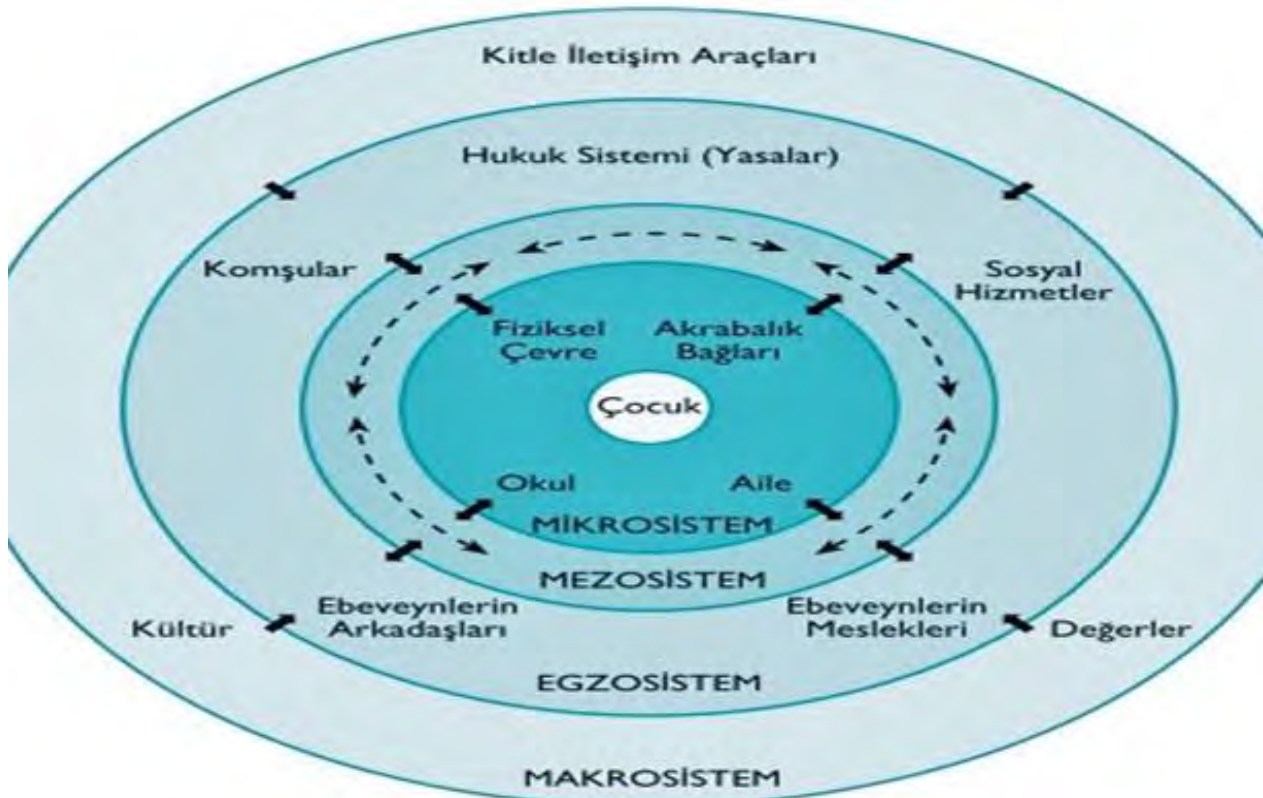 Kitle İletişim Araçları
Hukuk Sistemi (Yasalar)
Komşular
Sosyal
Hizmetler
Fiziksel
Çevre
Akrabalık
Bağları
Çocuk
Okul
Aile
MİKROSİSTEM
MEZOSİSTEM
Ebeveynlerin
Arkadaşları
Ebeveynlerin
Meslekleri
Kültür
Değerler
EGZOSİSTEM
MAKROSİSTEM